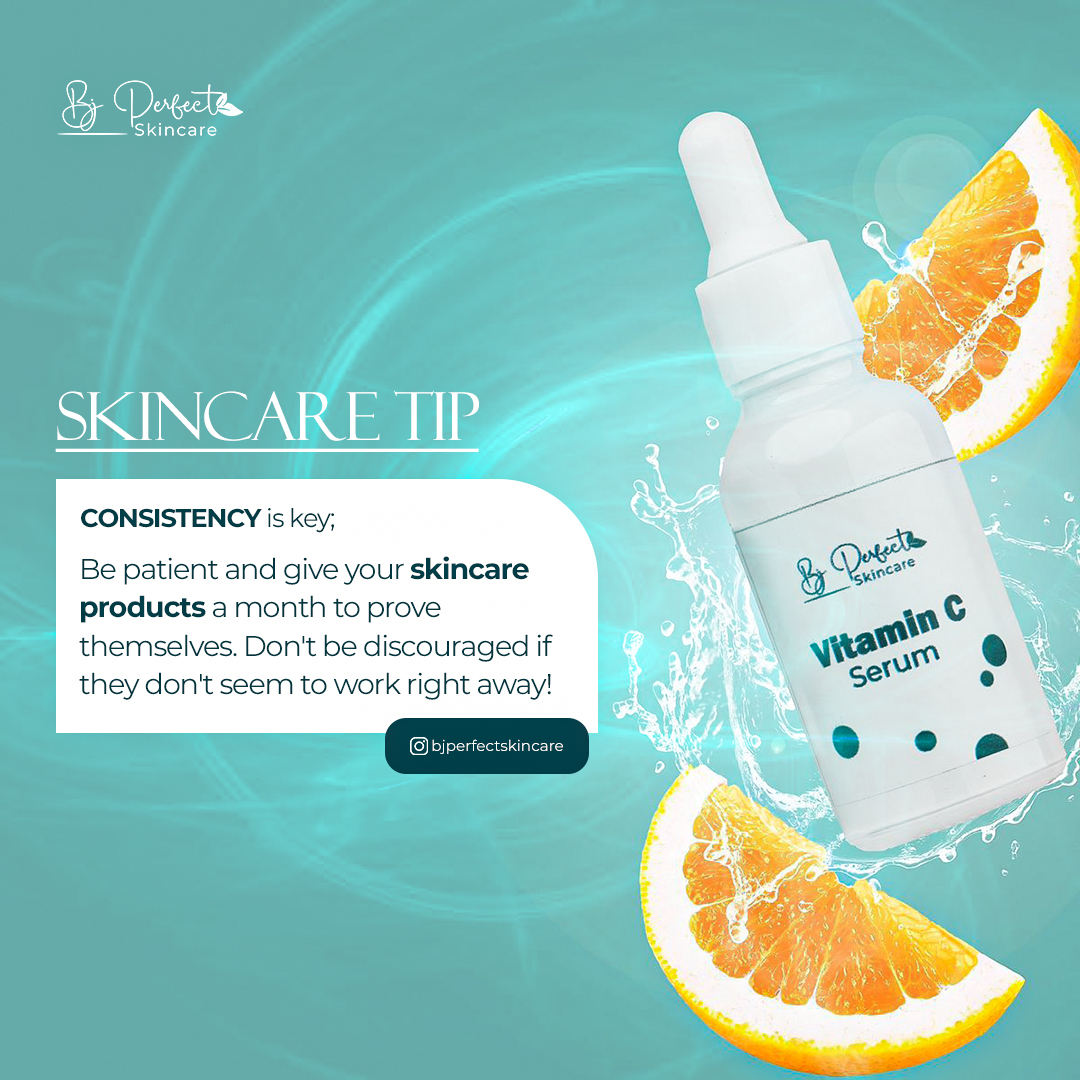 Bj Perfect
Skincare
SKINCARE TIP
CONSISTENCY is key;
Be patient and give your skincare
products a month to prove
themselves. Don't be discouraged if
they don't seem to work right away!
bjperfectskincare
Bj Perfect
Skincare
Vitamin C
Serum